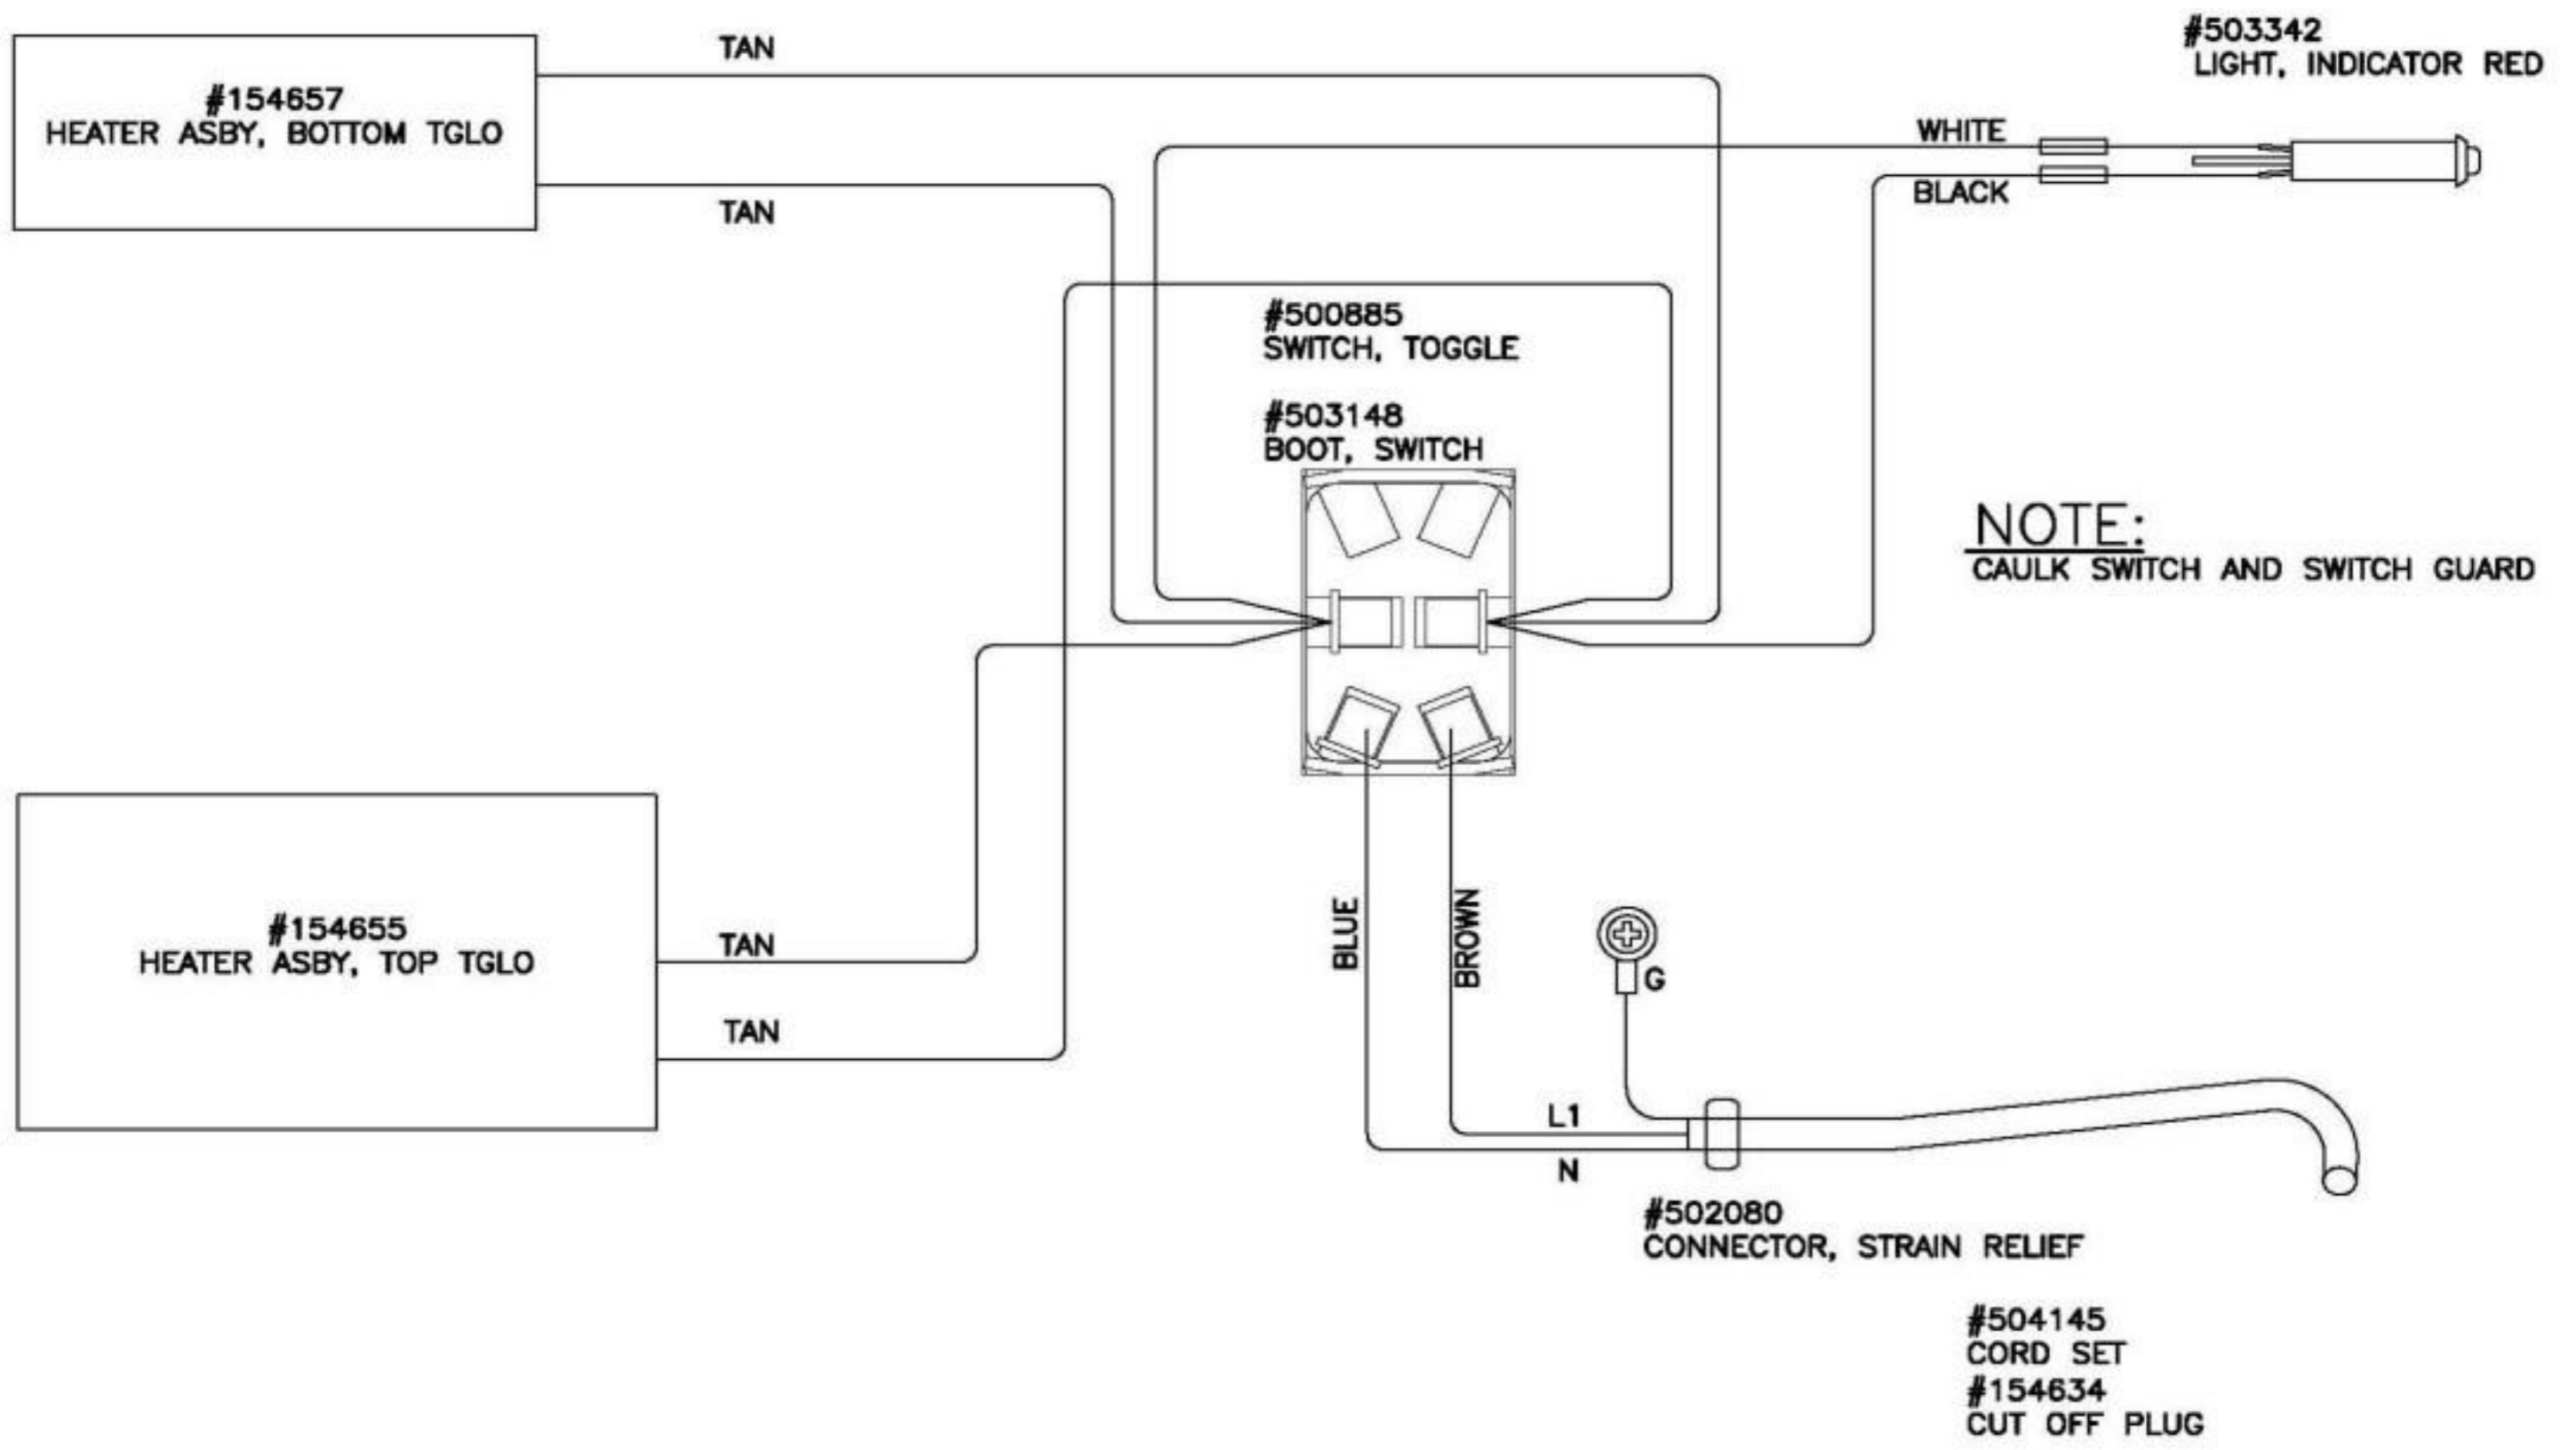 #503342
LIGHT, INDICATOR RED
TAN
#154657
HEATER ASBY, BOTTOM TGLO
WHITE
BLACK
TAN
#500885
SWITCH, TOGGLE
#503148
BOOT, SWITCH
NOTE:
CAULK SWITCH AND SWITCH GUARD
#154655
HEATER ASBY, TOP TGLO
TAN
TAN
BLUE
BROWN
G
L1
N
#502080
CONNECTOR, STRAIN RELIEF
#504145
CORD SET
#154634
CUT OFF PLUG